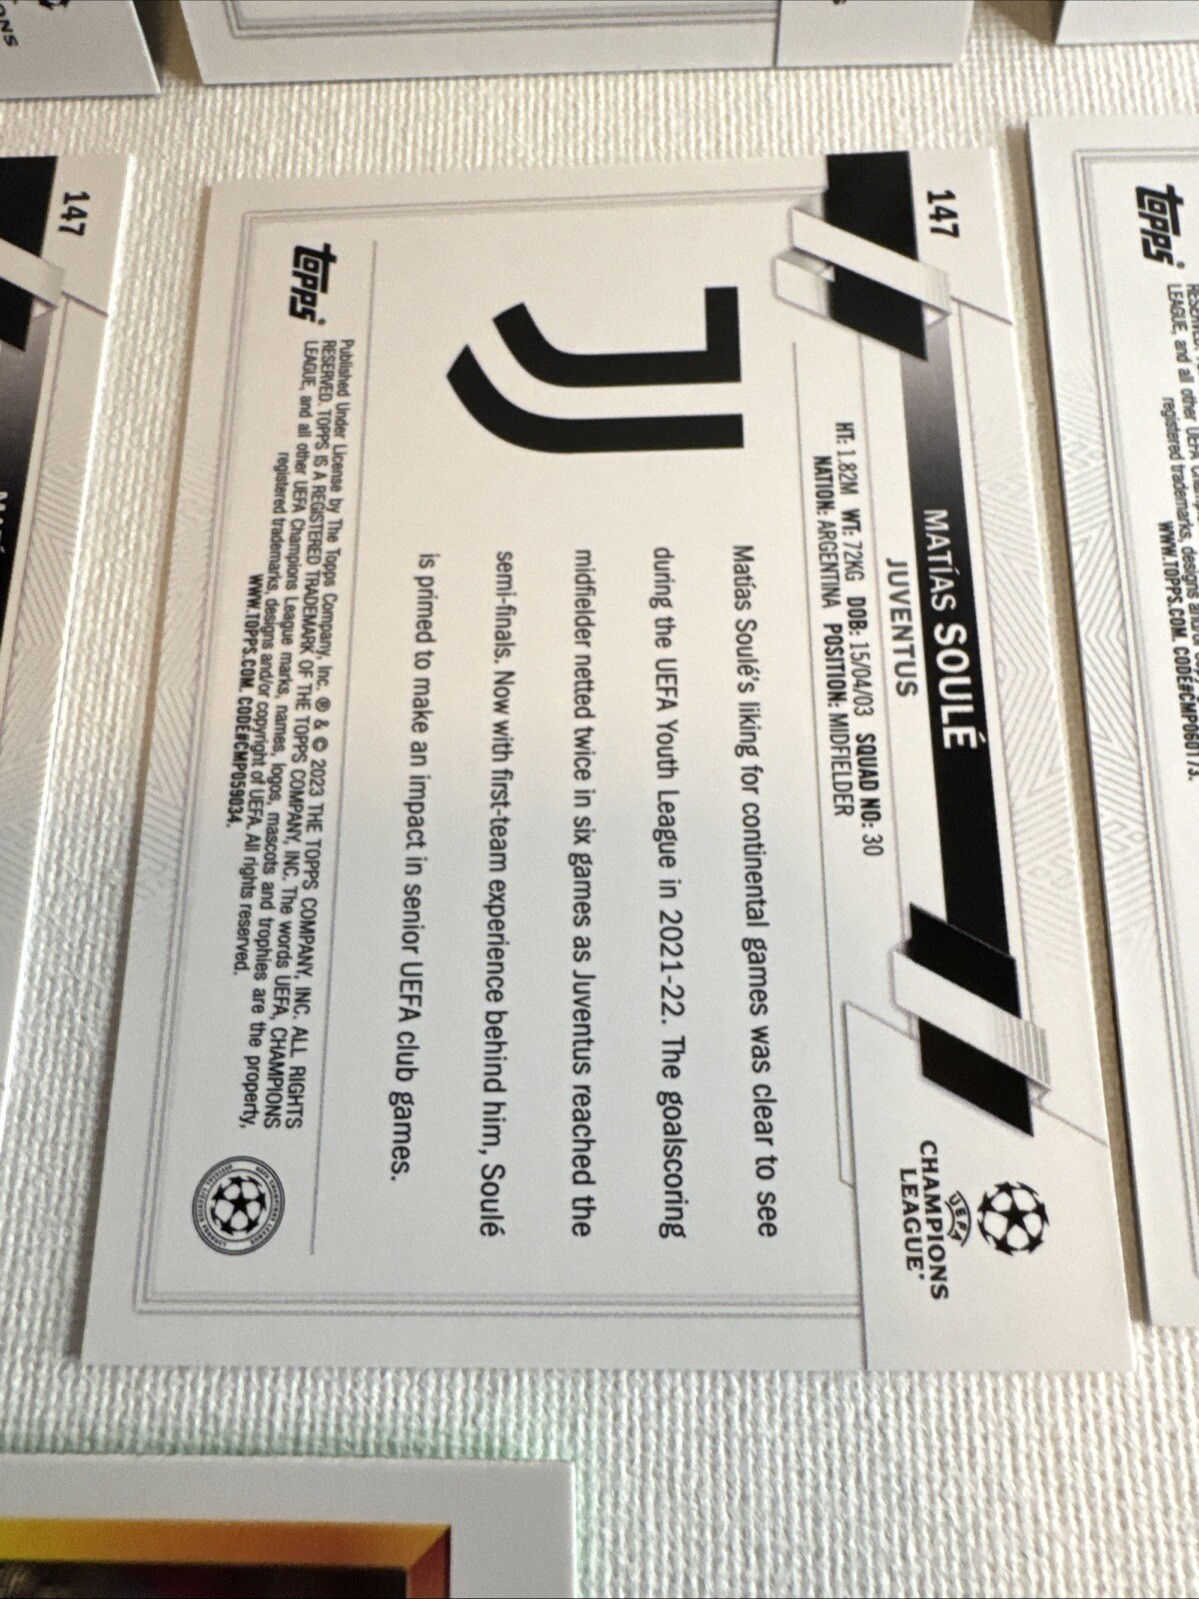 147
MATÍAS SOULÉ
JUVENTUS
HT: 1.82M WT: 72KG DOB: 15/04/03 SQUAD NO: 30
NATION: ARGENTINA POSITION: MIDFIELDER
UEFA
CHAMPIONS
LEAGUE
Matías Soulé's liking for continental games was clear to see
during the UEFA Youth League in 2021-22. The goalscoring
midfielder netted twice in six games as Juventus reached the
semi-finals. Now with first-team experience behind him, Soulé
is primed to make an impact in senior UEFA club games.
topps
Published Under License by The Topps Company, Inc. ® & © 2023 THE TOPPS COMPANY, INC. ALL RIGHTS
RESERVED. TOPPS IS A REGISTERED TRADEMARK OF THE TOPPS COMPANY, INC. The words UEFA, CHAMPIONS
LEAGUE, and all other UEFA Champions League marks, names, logos, mascots and trophies are the property,
registered trademarks, designs and/or copyright of UEFA. All rights reserved.
WWW.TOPPS.COM. CODE#CMP059034.
147
topps
LEAGUE, and all other UEFA
registered trademarks, designs
WWW.TOPPS.COM. CODE#CMP060173.